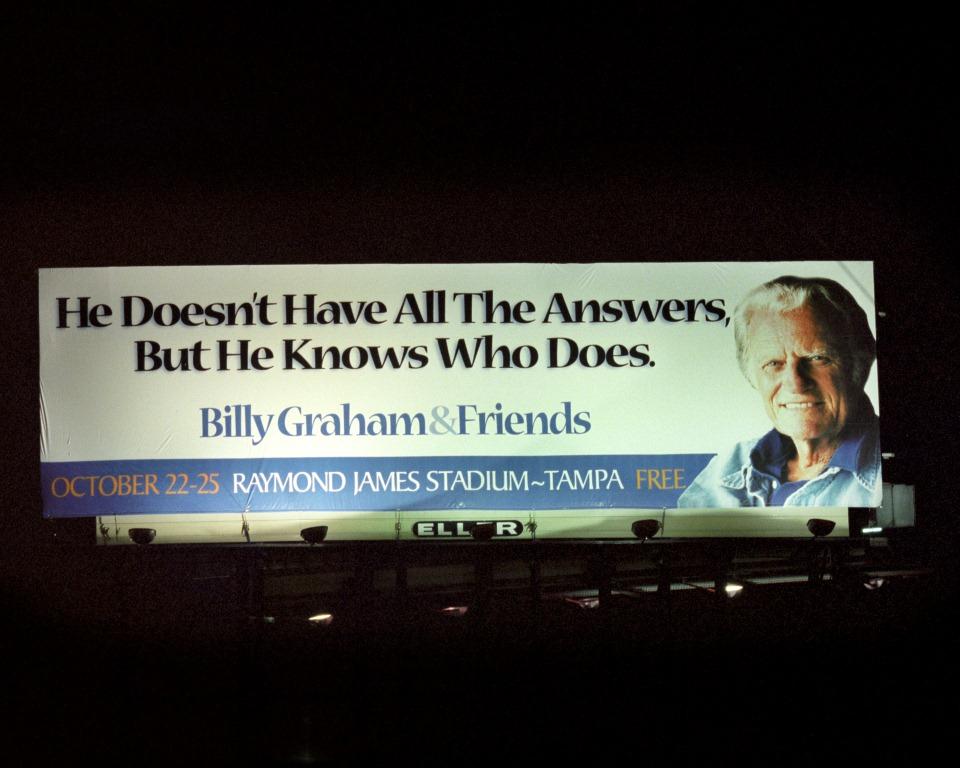 He Doesn't Have All The Answers,
But He Knows Who Does.
Billy Graham & Friends
OCTOBER 22-25 RAYMOND JAMES STADIUM~TAMPA FREE